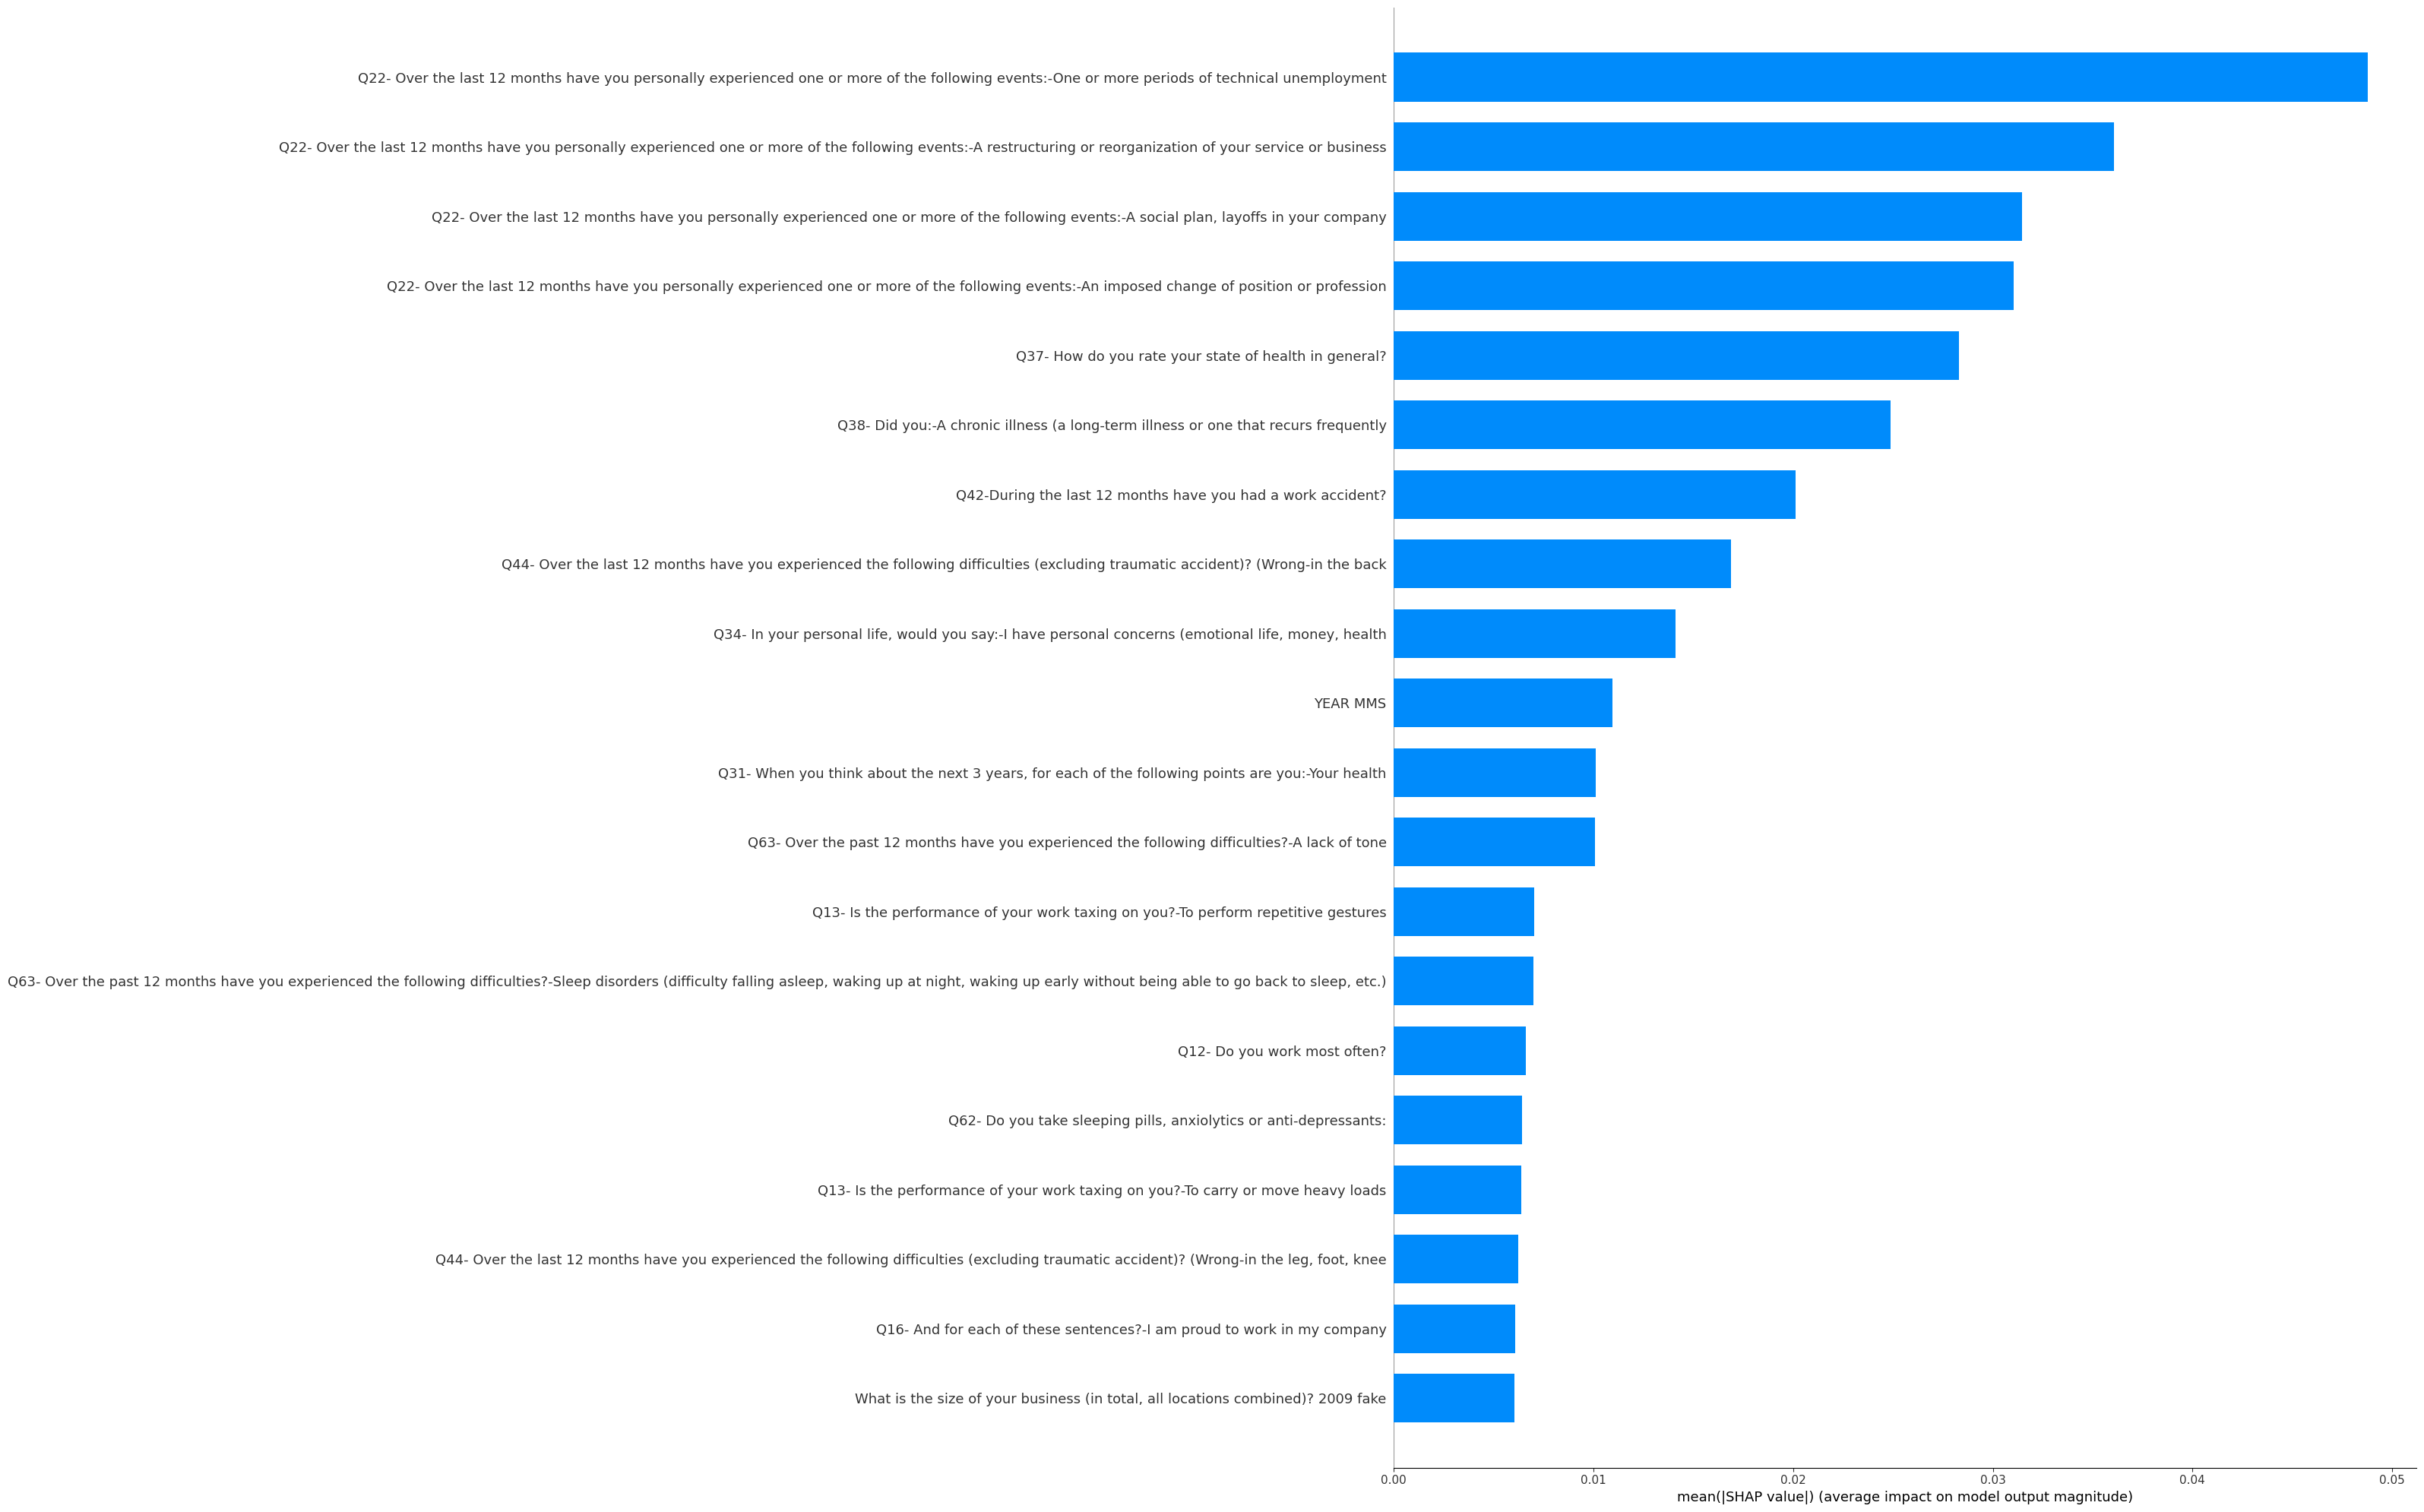 Q22- Over the last 12 months have you personally experienced one or more of the following events:-One or more periods of technical unemployment
Q22- Over the last 12 months have you personally experienced one or more of the following events:-A restructuring or reorganization of your service or business
Q22- Over the last 12 months have you personally experienced one or more of the following events:-A social plan, layoffs in your company
Q22- Over the last 12 months have you personally experienced one or more of the following events:-An imposed change of position or profession
Q37- How do you rate your state of health in general?
Q38- Did you:-A chronic illness (a long-term illness or one that recurs frequently
Q42-During the last 12 months have you had a work accident?
Q44- Over the last 12 months have you experienced the following difficulties (excluding traumatic accident)? (Wrong-in the back
Q34- In your personal life, would you say:-I have personal concerns (emotional life, money, health
YEAR MMS
Q31- When you think about the next 3 years, for each of the following points are you:-Your health
Q63- Over the past 12 months have you experienced the following difficulties?-A lack of tone
Q13- Is the performance of your work taxing on you?-To perform repetitive gestures
Q63- Over the past 12 months have you experienced the following difficulties?-Sleep disorders (difficulty falling asleep, waking up at night, waking up early without being able to go back to sleep, etc.)
Q12- Do you work most often?
Q62- Do you take sleeping pills, anxiolytics or anti-depressants:
Q13- Is the performance of your work taxing on you?-To carry or move heavy loads
Q44- Over the last 12 months have you experienced the following difficulties (excluding traumatic accident)? (Wrong-in the leg, foot, knee
Q16- And for each of these sentences?-I am proud to work in my company
What is the size of your business (in total, all locations combined)? 2009 fake
0.00 0.01 0.02 0.03 0.04 0.05
mean(|SHAP value|) (average impact on model output magnitude)